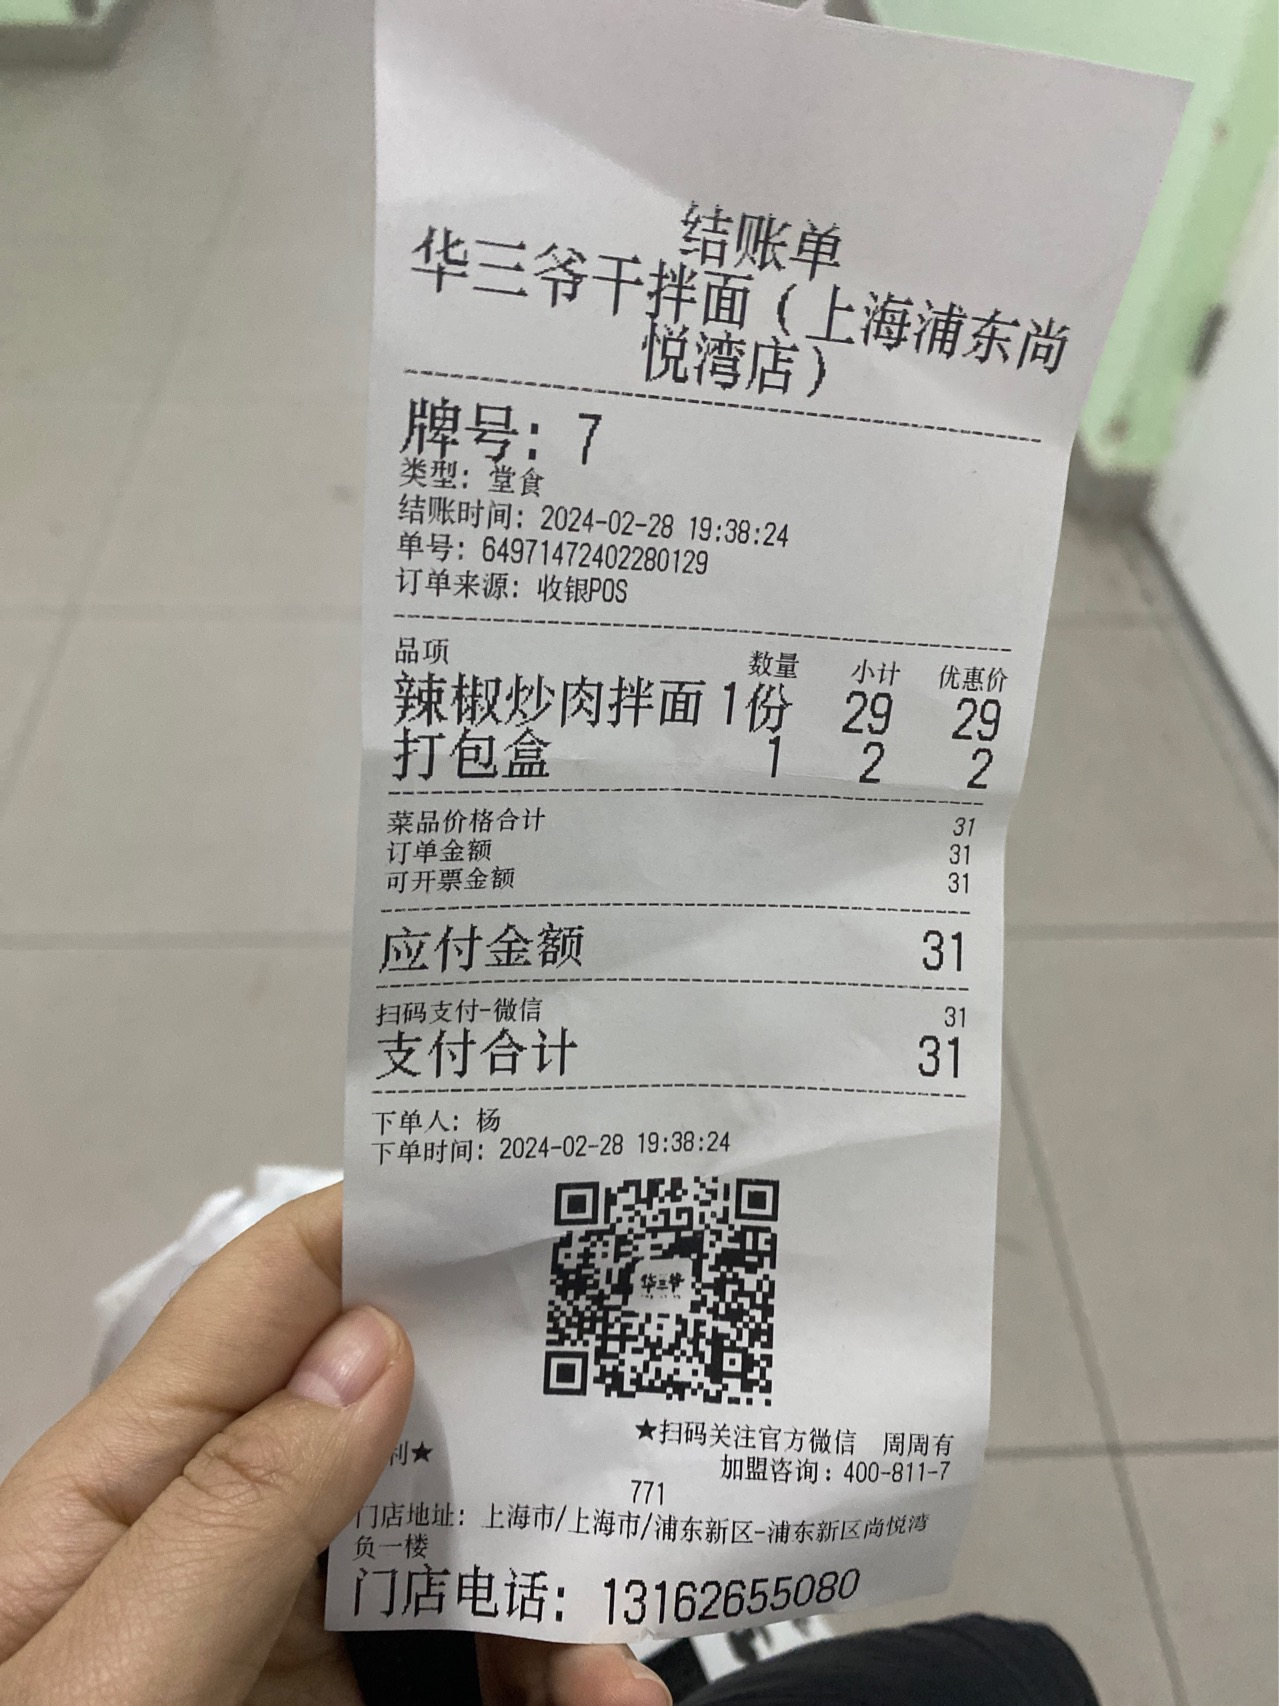 结账单
华三爷干拌面(上海浦东尚
悦湾店)
牌号: 7
类型: 堂食
结账时间: 2024-02-28 19:38:24
单号: 64971472402280129
订单来源: 收银POS
品项 数量 小计 优惠价
辣椒炒肉拌面 1份 29 29
打包盒 1 2 2
菜品价格合计 31
订单金额 31
可开票金额 31
应付金额 31
扫码支付-微信 31
支付合计 31
下单人: 杨
下单时间: 2024-02-28 19:38:24
华三爷
★扫码关注官方微信 周周有
利★
加盟咨询: 400-811-7
771
门店地址: 上海市/上海市/浦东新区-浦东新区尚悦湾
负一楼
门店电话: 13162655080